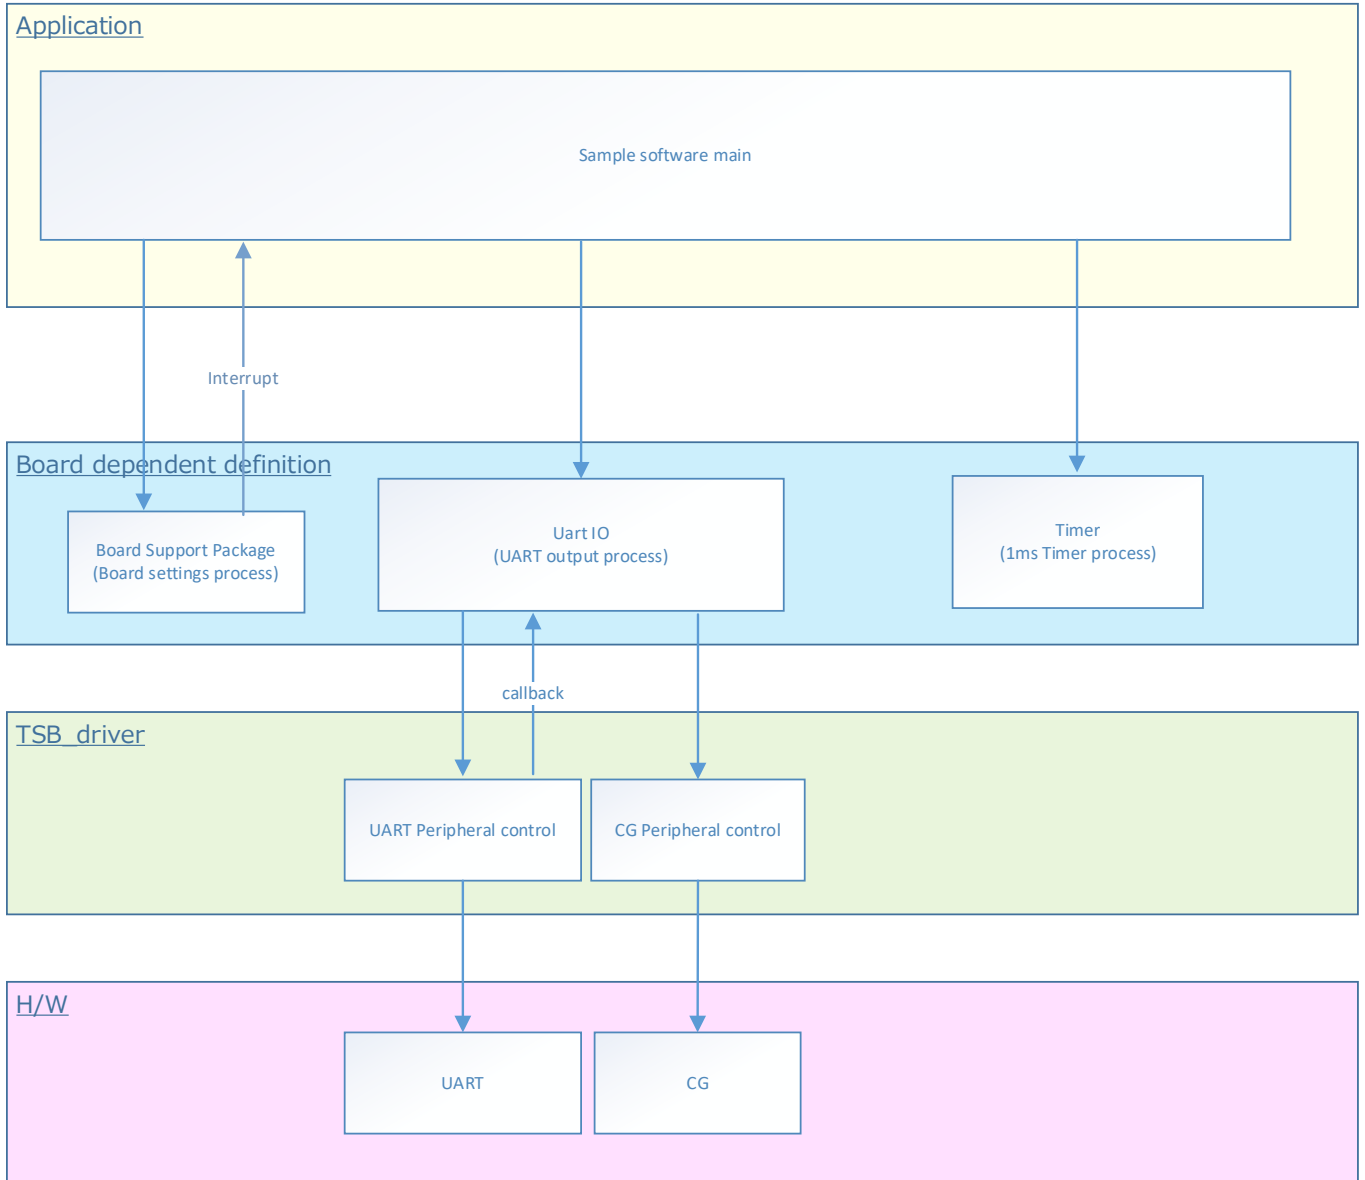 Application
Sample software main
Interrupt
Board dependent definition
Board Support Package
(Board settings process)
Uart IO
(UART output process)
Timer
(1ms Timer process)
callback
TSB_driver
UART Peripheral control
CG Peripheral control
H/W
UART
CG